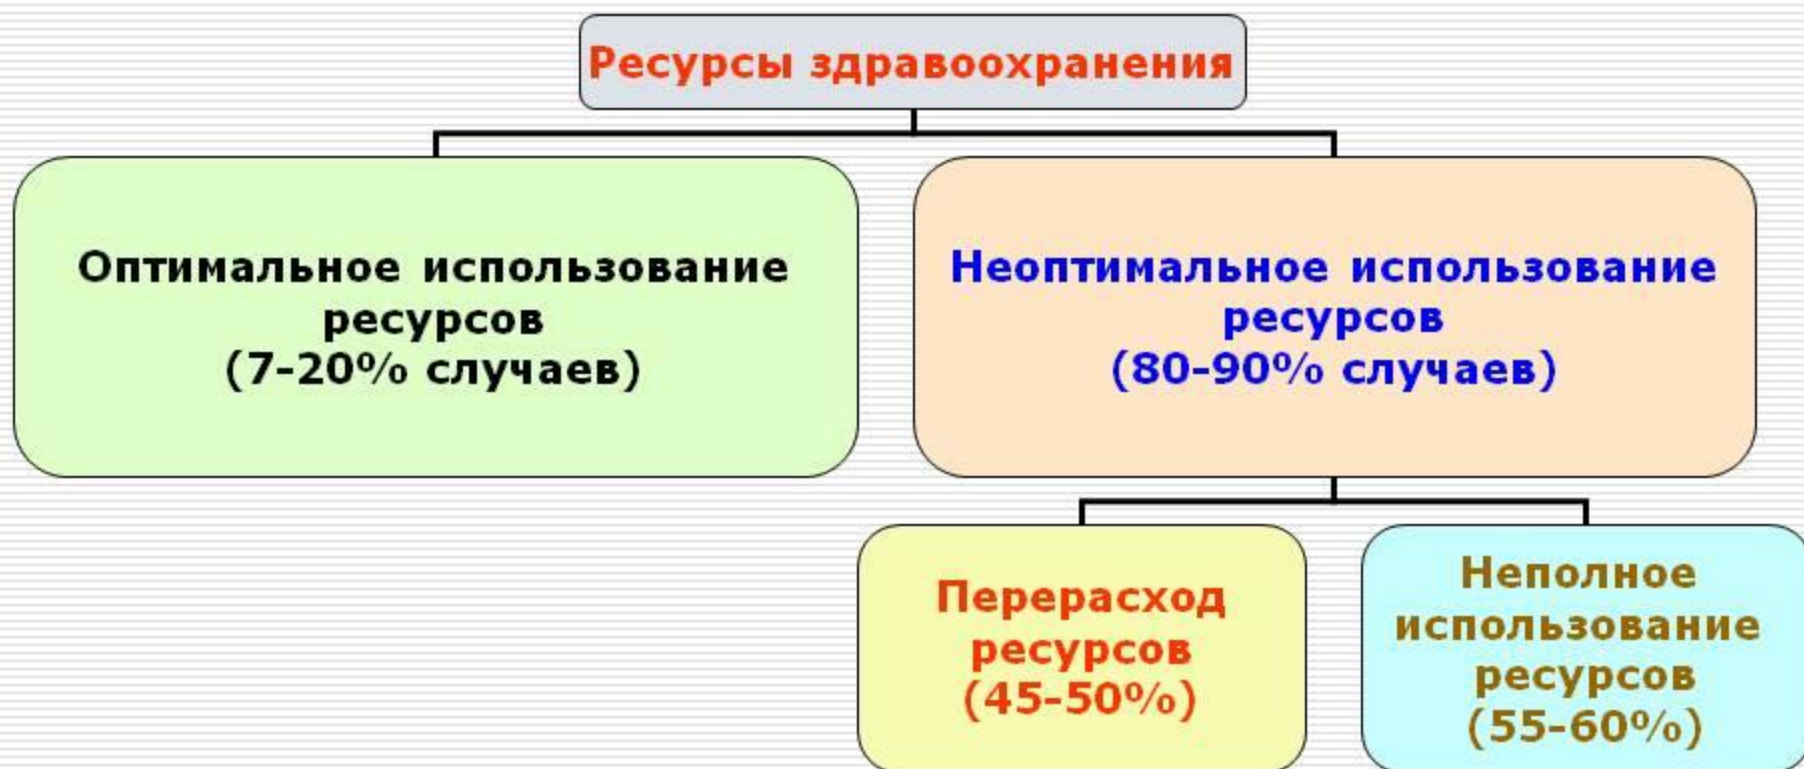 Ресурсы здравоохранения
Оптимальное использование
ресурсов
(7-20% случаев)
Неоптимальное использование
ресурсов
(80-90% случаев)
Перерасход
ресурсов
(45-50%)
Неполное
использование
ресурсов
(55-60%)